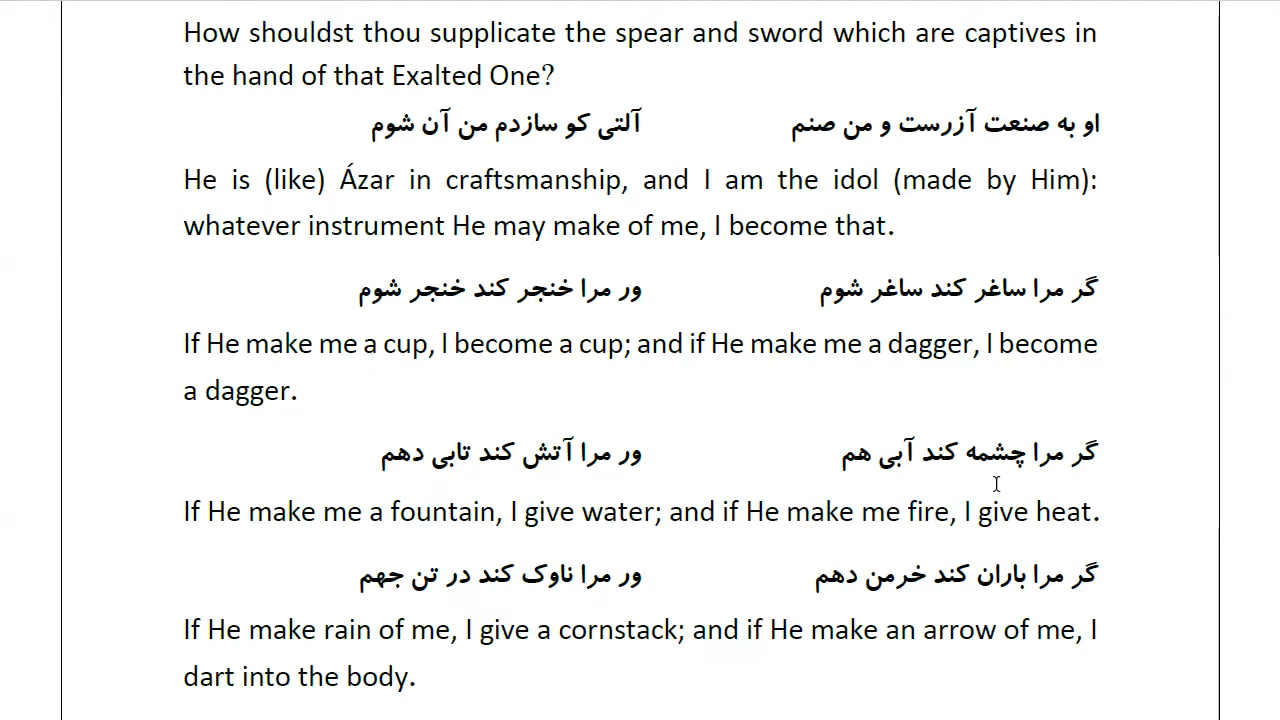 How shouldst thou supplicate the spear and sword which are captives in
the hand of that Exalted One?
او به صنعت آزرست و من صنم آلتی کو سازدم من آن شوم
He is (like) Ázar in craftsmanship, and I am the idol (made by Him):
whatever instrument He may make of me, I become that.
گر مرا ساغر کند ساغر شوم ور مرا خنجر کند خنجر شوم
If He make me a cup, I become a cup; and if He make me a dagger, I become
a dagger.
گر مرا چشمه کند آبی هم ور مرا آتش کند تابی دهم
If He make me a fountain, I give water; and if He make me fire, I give heat.
گر مرا باران کند خرمن دهم ور مرا ناوک کند در تن جهم
If He make rain of me, I give a cornstack; and if He make an arrow of me, I
dart into the body.